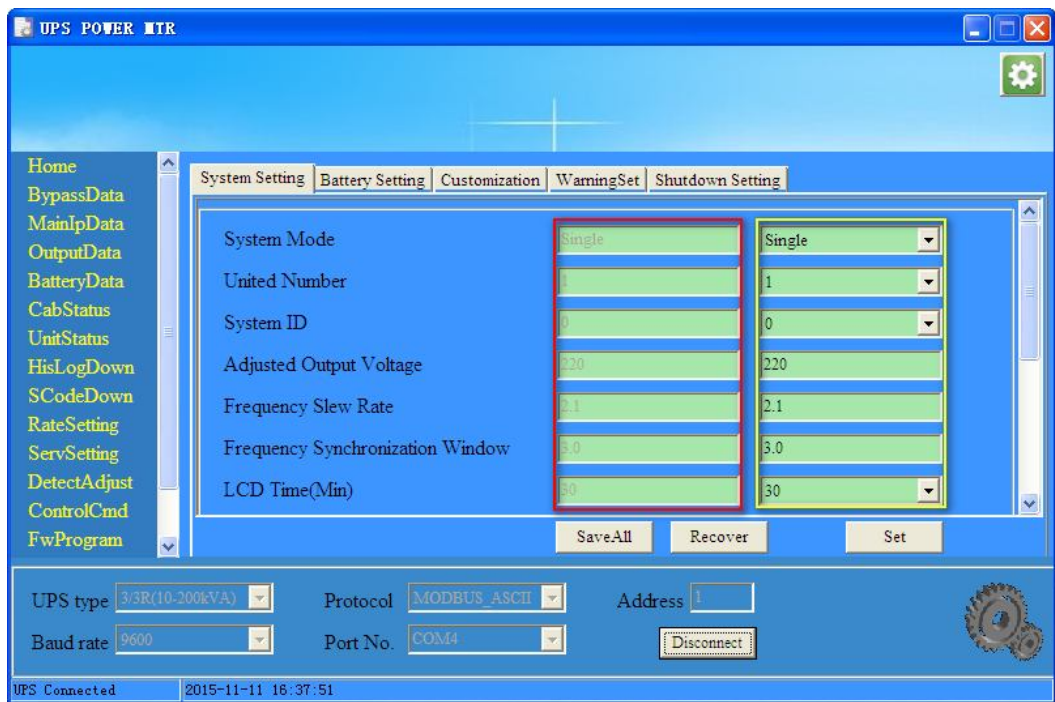 UPS POWER MTR
Home
BypassData
MainIpData
OutputData
BatteryData
CabStatus
UnitStatus
HisLogDown
SCodeDown
RateSetting
ServSetting
DetectAdjust
ControlCmd
FwProgram
System Setting Battery Setting Customization WarningSet Shutdown Setting
System Mode Single Single
United Number 1 1
System ID 0 0
Adjusted Output Voltage 220 220
Frequency Slew Rate 2.1 2.1
Frequency Synchronization Window 3.0 3.0
LCD Time(Min) 30 30
SaveAll Recover Set
UPS type 3/3R(10-200kVA) Protocol MODBUS_ASCII Address 1
Baud rate 9600 Port No. COM4 Disconnect
UPS Connected 2015-11-11 16:37:51